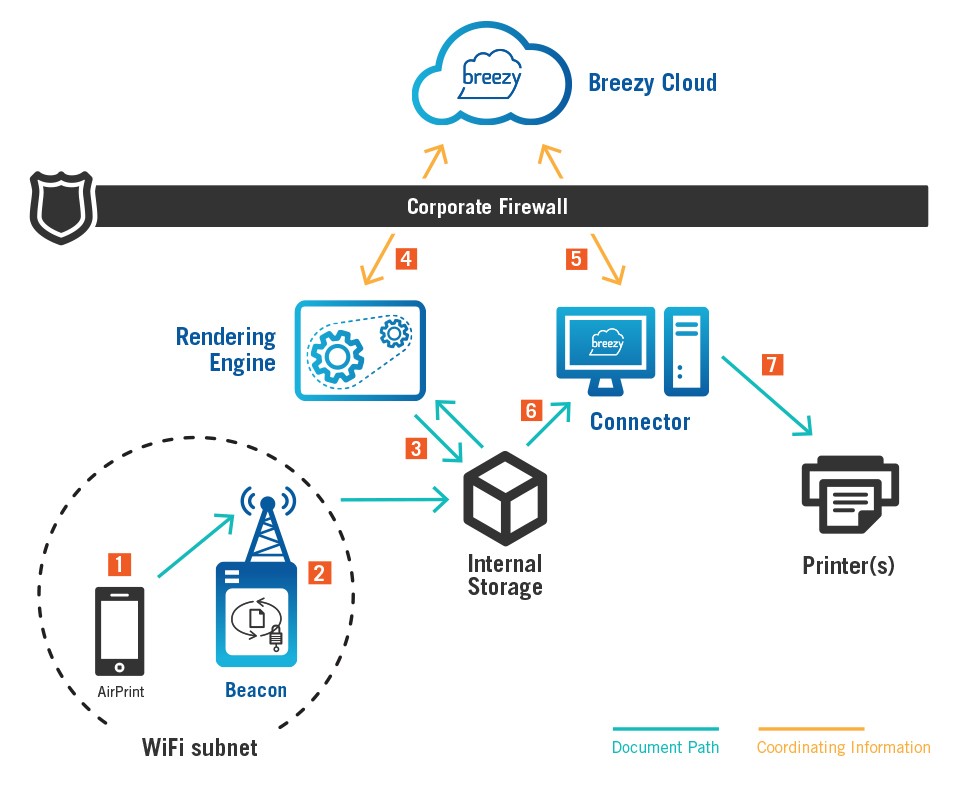 breezy
Breezy Cloud
Corporate Firewall
4
5
Rendering
Engine
breezy
7
6
Connector
3
1
2
Internal
Storage
Printer(s)
AirPrint
Beacon
WiFi subnet
Document Path
Coordinating Information